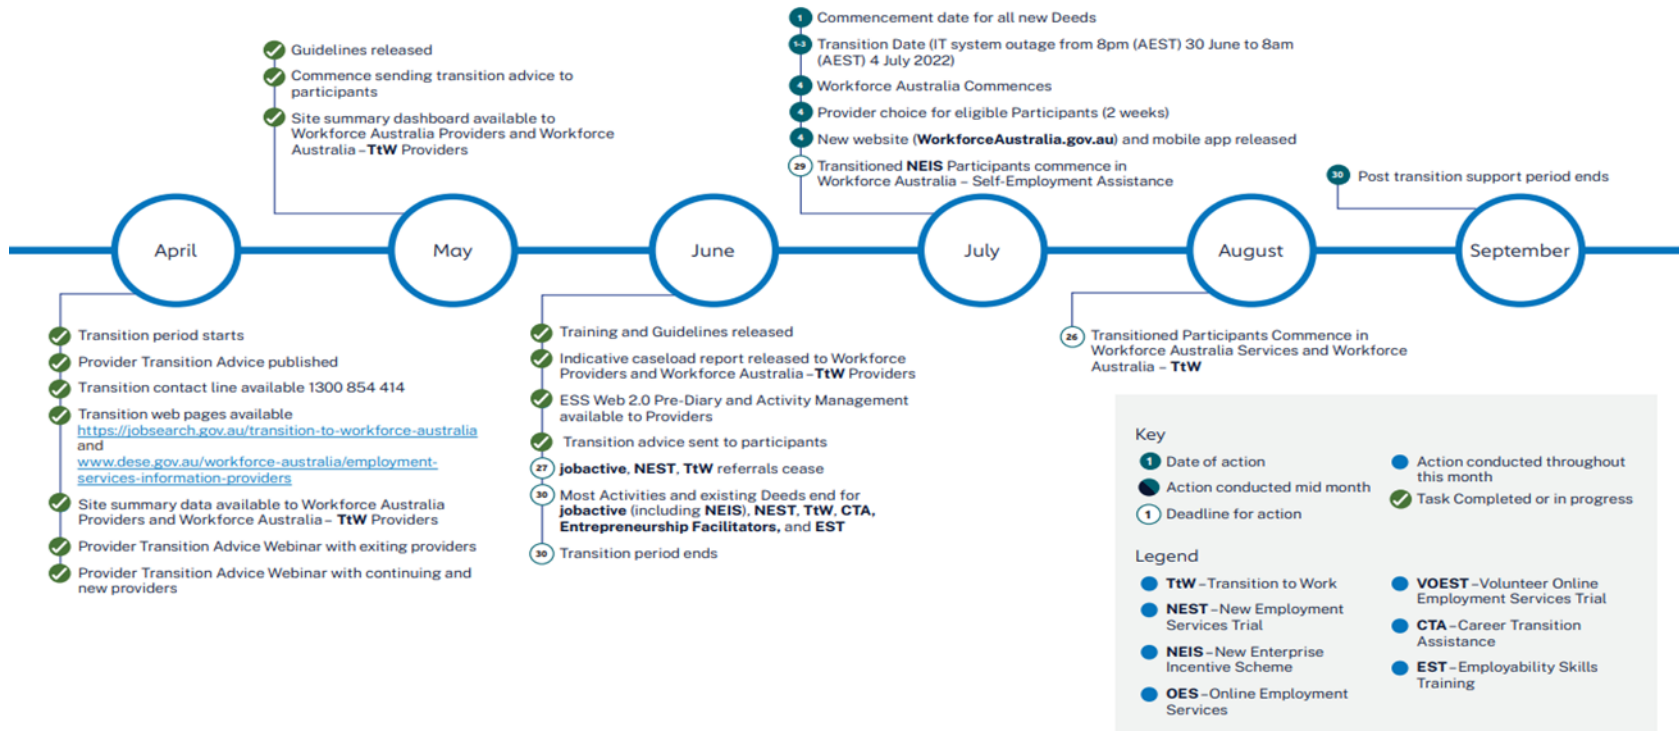 Guidelines released
Commence sending transition advice to
participants
Site summary dashboard available to
Workforce Australia Providers and Workforce
Australia – TtW Providers
1 Commencement date for all new Deeds
1-3 Transition Date (IT system outage from 8pm (AEST) 30 June to 8am
(AEST) 4 July 2022)
4 Workforce Australia Commences
4 Provider choice for eligible Participants (2 weeks)
4 New website (WorkforceAustralia.gov.au) and mobile app released
29 Transitioned NEIS Participants commence in
Workforce Australia – Self-Employment Assistance
30 Post transition support period ends
April
May
June
July
August
September
Transition period starts
Provider Transition Advice published
Transition contact line available 1300 854 414
Transition web pages available
https://jobsearch.gov.au/transition-to-workforce-australia
and
www.dese.gov.au/workforce-australia/employment-
services-information-providers
Site summary data available to Workforce Australia
Providers and Workforce Australia – TtW Providers
Provider Transition Advice Webinar with exiting providers
Provider Transition Advice Webinar with continuing and
new providers
Training and Guidelines released
Indicative caseload report released to Workforce
Providers and Workforce Australia – TtW Providers
ESS Web 2.0 Pre-Diary and Activity Management
available to Providers
Transition advice sent to participants
27 jobactive, NEST, TtW referrals cease
30 Most Activities and existing Deeds end for
jobactive (including NEIS), NEST, TtW, CTA,
Entrepreneurship Facilitators, and EST
30 Transition period ends
26 Transitioned Participants Commence in
Workforce Australia Services and Workforce
Australia – TtW
Key
1 Date of action
Action conducted mid month
1 Deadline for action
Action conducted throughout
this month
Task Completed or in progress
Legend
TtW – Transition to Work
NEST – New Employment
Services Trial
NEIS – New Enterprise
Incentive Scheme
OES – Online Employment
Services
VOEST – Volunteer Online
Employment Services Trial
CTA – Career Transition
Assistance
EST – Employability Skills
Training